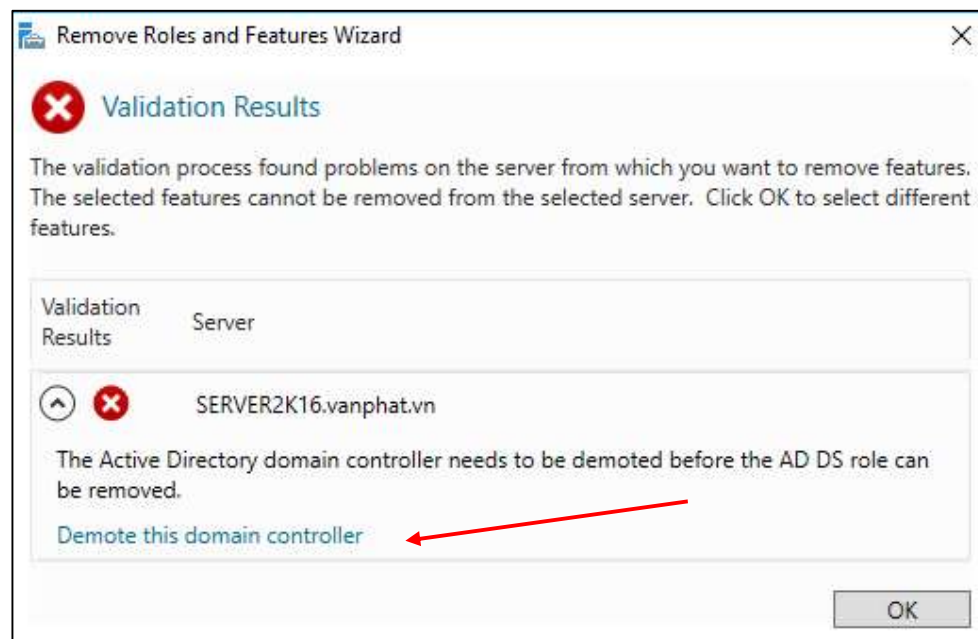 Remove Roles and Features Wizard
Validation Results
The validation process found problems on the server from which you want to remove features.
The selected features cannot be removed from the selected server. Click OK to select different
features.
Validation
Results
Server
SERVER2K16.vanphat.vn
The Active Directory domain controller needs to be demoted before the AD DS role can
be removed.
Demote this domain controller
OK